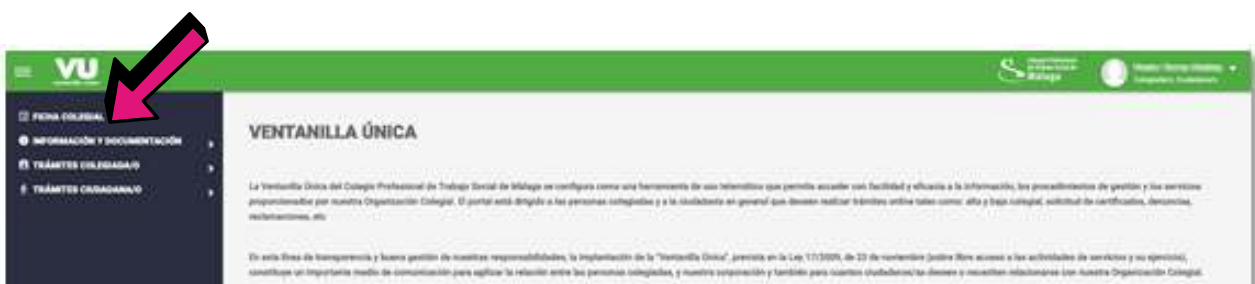 VU
Málaga
FICHA COLEGIAL
INFORMACIÓN Y DOCUMENTACIÓN
TRÁMITES COLEGIADA/O
TRÁMITES CIUDADANA/O
VENTANILLA ÚNICA
La Ventanilla Única del Colegio Profesional de Trabajo Social de Málaga se configura como una herramienta de uso telemático que permite acceder con facilidad y eficacia a la información, los procedimientos de gestión y los servicios
proporcionados por nuestra Organización Colegial. El portal está dirigido a las personas colegiadas y a la ciudadanía en general que deseen realizar trámites online tales como: alta y baja colegial, solicitud de certificados, denuncias,
reclamaciones, etc
En esta línea de transparencia y buena gestión de nuestras responsabilidades, la implantación de la "Ventanilla Única", prevista en la Ley 17/2009, de 23 de noviembre (sobre libre acceso a las actividades de servicios y su ejercicio),
constituye un importante medio de comunicación para agilizar la relación entre las personas colegiadas, y nuestra corporación y también para cuantos ciudadanos/as deseen o necesiten relacionarse con nuestra Organización Colegial.